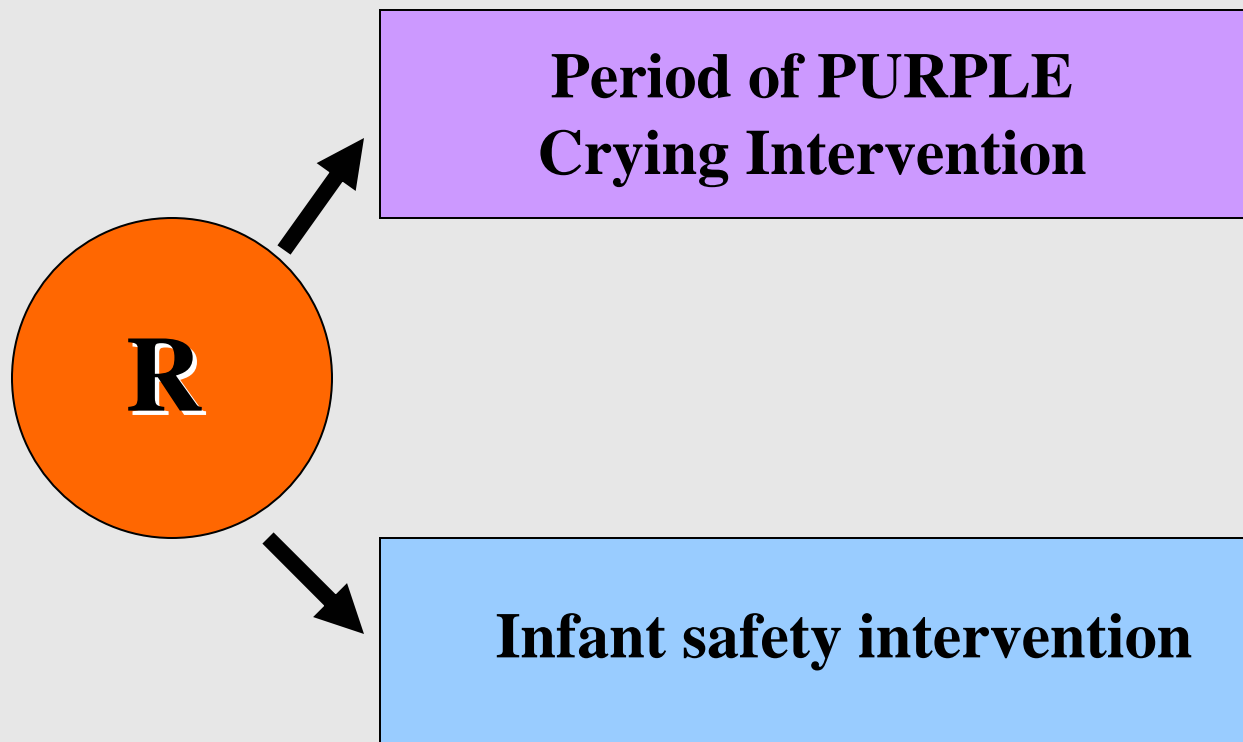 Period of PURPLE
Crying Intervention
R
Infant safety intervention